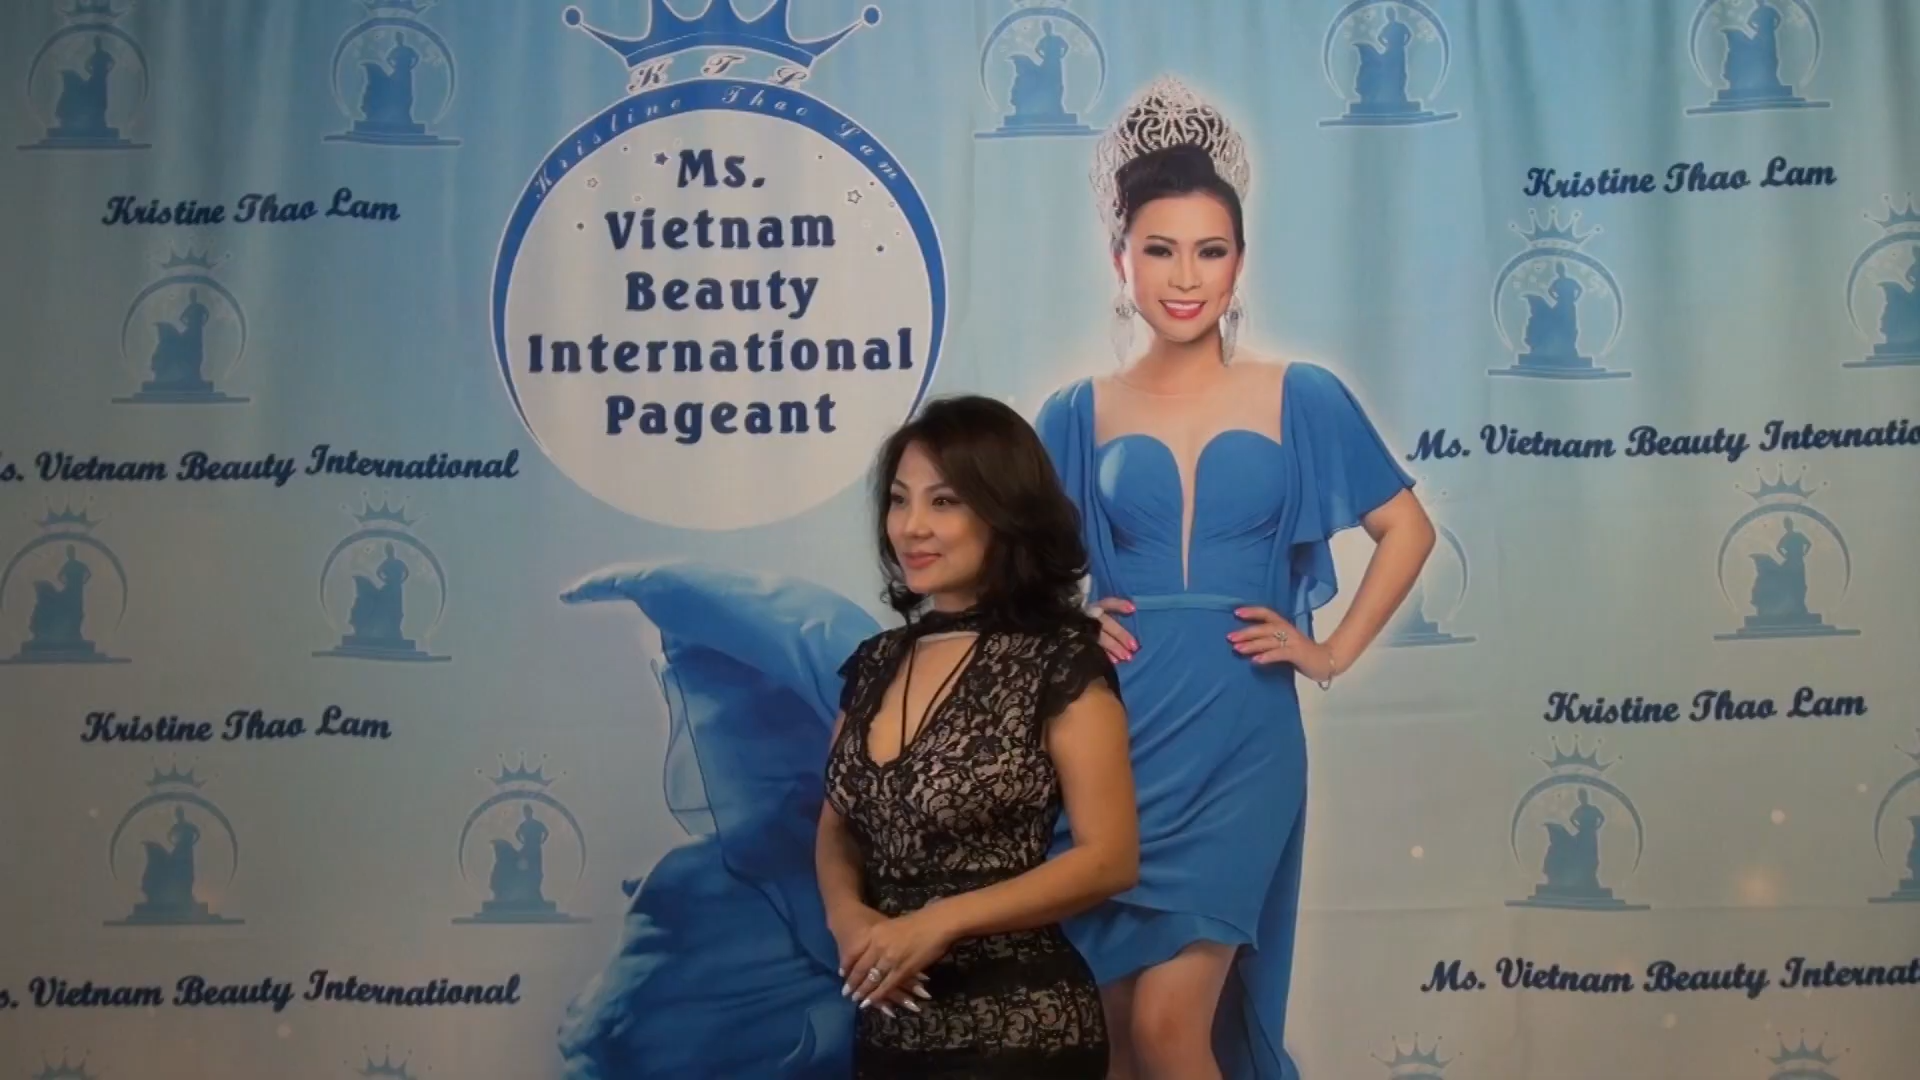 K T L
Kristine Thao Lam
Ms.
Vietnam
Beauty
International
Pageant
Kristine Thao Lam
Kristine Thao Lam
s. Vietnam Beauty International
Ms. Vietnam Beauty Internatio
Kristine Thao Lam
Kristine Thao Lam
s. Vietnam Beauty International
Ms. Vietnam Beauty Internat